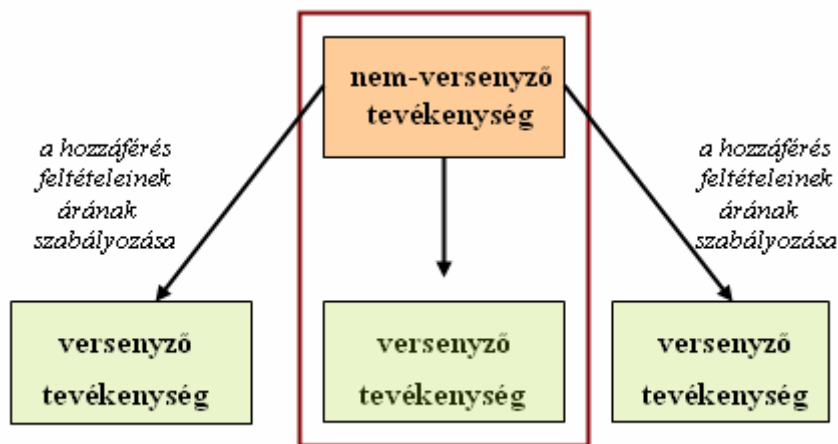 nem-versenyző
tevékenység
a hozzáférés
feltételeinek
árának
szabályozása
a hozzáférés
feltételeinek
árának
szabályozása
versenyző
tevékenység
versenyző
tevékenység
versenyző
tevékenység